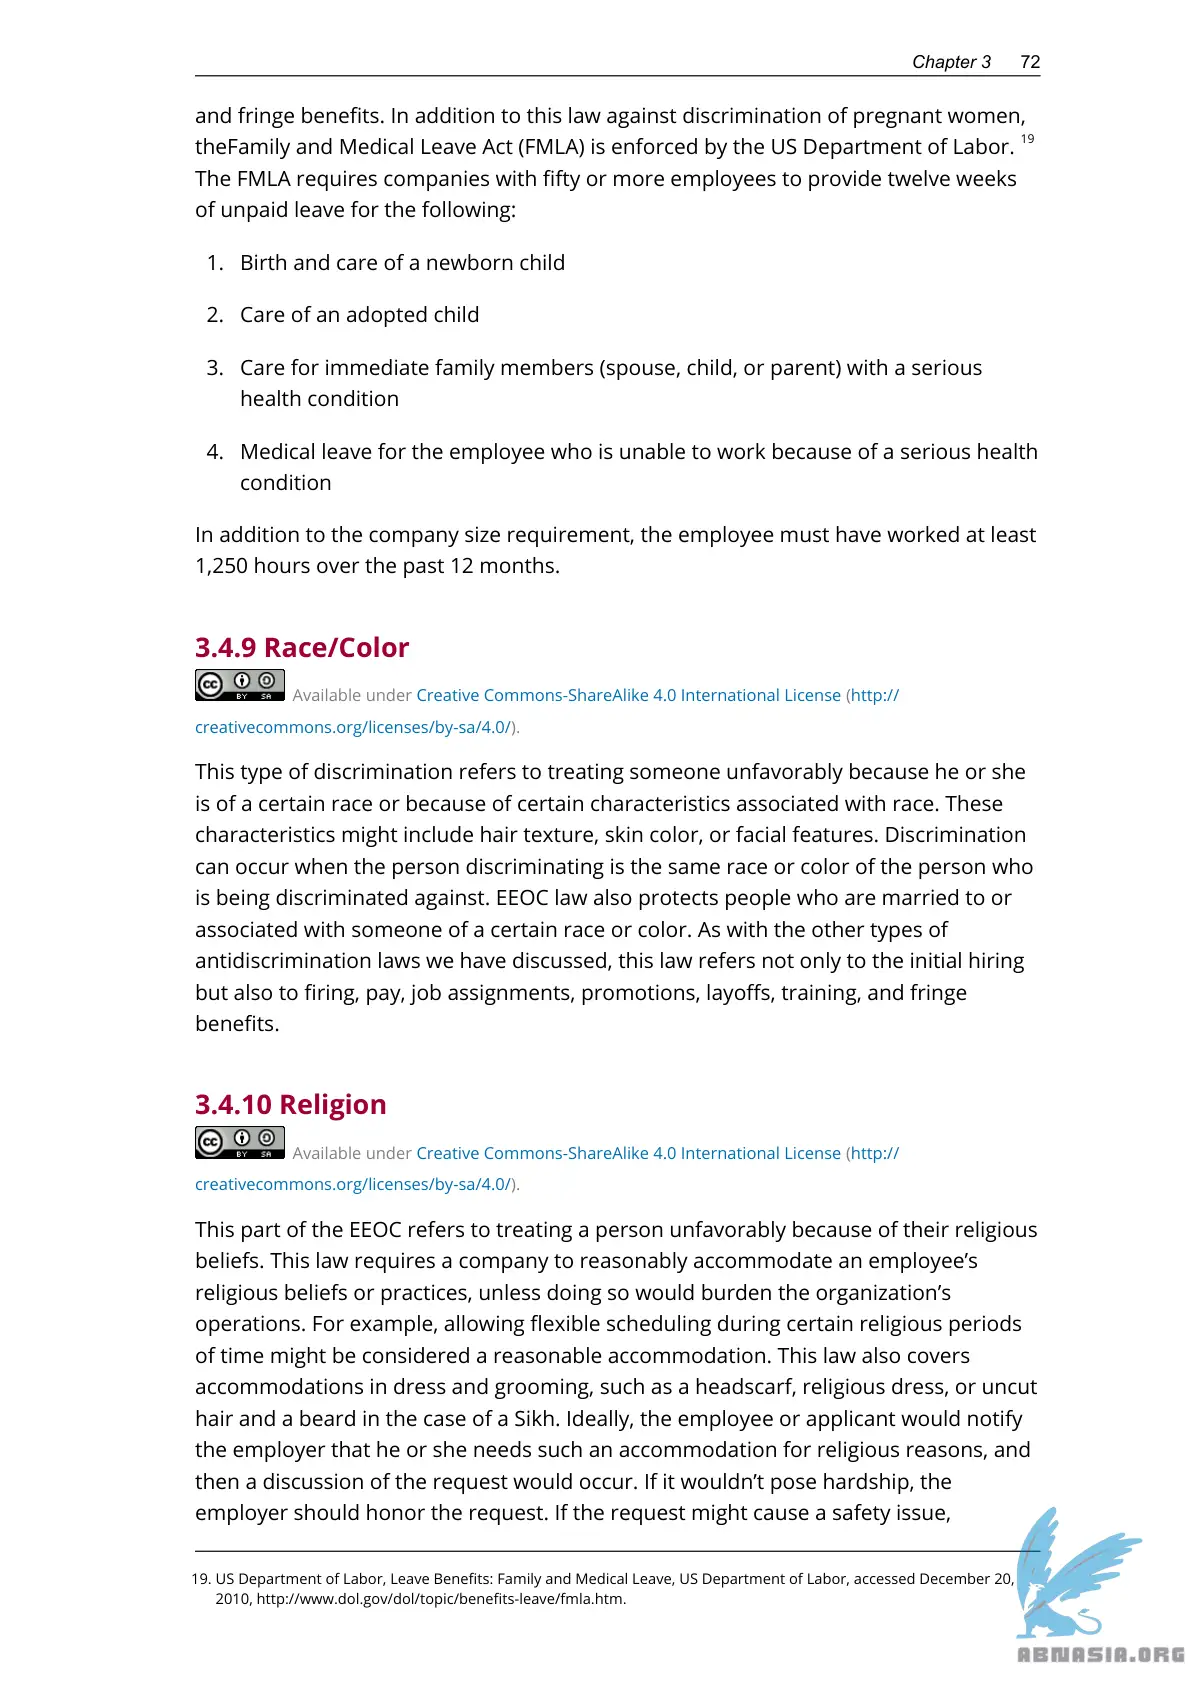 Chapter 3 72
and fringe benefits. In addition to this law against discrimination of pregnant women,
theFamily and Medical Leave Act (FMLA) is enforced by the US Department of Labor. 19
The FMLA requires companies with fifty or more employees to provide twelve weeks
of unpaid leave for the following:
1. Birth and care of a newborn child
2. Care of an adopted child
3. Care for immediate family members (spouse, child, or parent) with a serious
health condition
4. Medical leave for the employee who is unable to work because of a serious health
condition
In addition to the company size requirement, the employee must have worked at least
1,250 hours over the past 12 months.
3.4.9 Race/Color
cc BY SA Available under Creative Commons-ShareAlike 4.0 International License (http://
creativecommons.org/licenses/by-sa/4.0/).
This type of discrimination refers to treating someone unfavorably because he or she
is of a certain race or because of certain characteristics associated with race. These
characteristics might include hair texture, skin color, or facial features. Discrimination
can occur when the person discriminating is the same race or color of the person who
is being discriminated against. EEOC law also protects people who are married to or
associated with someone of a certain race or color. As with the other types of
antidiscrimination laws we have discussed, this law refers not only to the initial hiring
but also to firing, pay, job assignments, promotions, layoffs, training, and fringe
benefits.
3.4.10 Religion
cc BY SA Available under Creative Commons-ShareAlike 4.0 International License (http://
creativecommons.org/licenses/by-sa/4.0/).
This part of the EEOC refers to treating a person unfavorably because of their religious
beliefs. This law requires a company to reasonably accommodate an employee’s
religious beliefs or practices, unless doing so would burden the organization’s
operations. For example, allowing flexible scheduling during certain religious periods
of time might be considered a reasonable accommodation. This law also covers
accommodations in dress and grooming, such as a headscarf, religious dress, or uncut
hair and a beard in the case of a Sikh. Ideally, the employee or applicant would notify
the employer that he or she needs such an accommodation for religious reasons, and
then a discussion of the request would occur. If it wouldn’t pose hardship, the
employer should honor the request. If the request might cause a safety issue,
19. US Department of Labor, Leave Benefits: Family and Medical Leave, US Department of Labor, accessed December 20,
2010, http://www.dol.gov/dol/topic/benefits-leave/fmla.htm.
ABNASIA.ORG